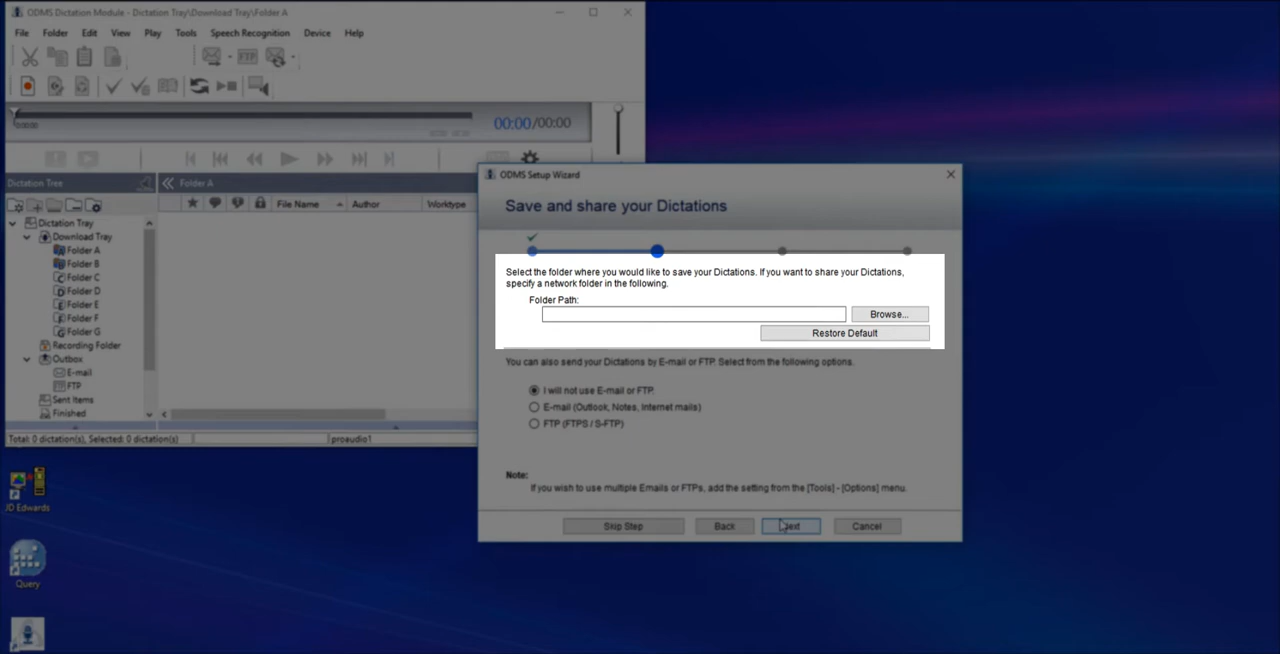 ODMS Dictation Module - Dictation Tray\Download Tray\Folder A
File Folder Edit View Play Tools Speech Recognition Device Help
FTP
00:00
00:00/00:00
Dictation Tree
Folder A
File Name Author Worktype
Dictation Tray
Download Tray
Folder A
Folder B
Folder C
Folder D
Folder E
Folder F
Folder G
Recording Folder
Outbox
E-mail
FTP
Sent Items
Finished
Total: 0 dictation(s), Selected: 0 dictation(s) proaudio1
JD Edwards
Query
ODMS Setup Wizard
Save and share your Dictations
Select the folder where you would like to save your Dictations. If you want to share your Dictations,
specify a network folder in the following.
Folder Path:
Browse...
Restore Default
You can also send your Dictations by E-mail or FTP. Select from the following options.
I will not use E-mail or FTP.
E-mail (Outlook, Notes, Internet mails)
FTP (FTPS / S-FTP)
Note:
If you wish to use multiple Emails or FTPs, add the setting from the [Tools] - [Options] menu.
Skip Step Back Next Cancel